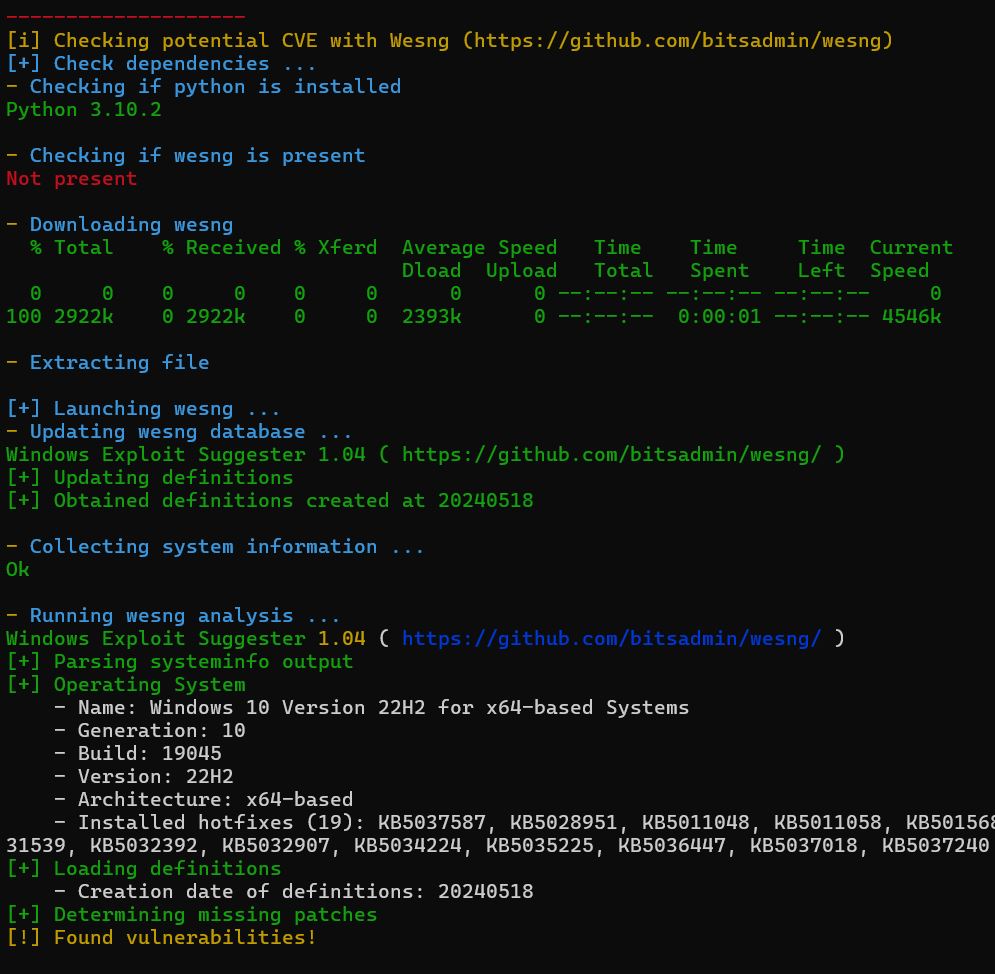 --------------------
[i] Checking potential CVE with Wesng (https://github.com/bitsadmin/wesng)
[+] Check dependencies ...
- Checking if python is installed
Python 3.10.2
- Checking if wesng is present
Not present
- Downloading wesng
% Total % Received % Xferd Average Speed Time Time Time Current
Dload Upload Total Spent Left Speed
0 0 0 0 0 0 0 0 --:--:-- --:--:-- --:--:-- 0
100 2922k 0 2922k 0 0 2393k 0 --:--:-- 0:00:01 --:--:-- 4546k
- Extracting file
[+] Launching wesng ...
- Updating wesng database ...
Windows Exploit Suggester 1.04 ( https://github.com/bitsadmin/wesng/ )
[+] Updating definitions
[+] Obtained definitions created at 20240518
- Collecting system information ...
Ok
- Running wesng analysis ...
Windows Exploit Suggester 1.04 ( https://github.com/bitsadmin/wesng/ )
[+] Parsing systeminfo output
[+] Operating System
- Name: Windows 10 Version 22H2 for x64-based Systems
- Generation: 10
- Build: 19045
- Version: 22H2
- Architecture: x64-based
- Installed hotfixes (19): KB5037587, KB5028951, KB5011048, KB5011058, KB501568
31539, KB5032392, KB5032907, KB5034224, KB5035225, KB5036447, KB5037018, KB5037240
[+] Loading definitions
- Creation date of definitions: 20240518
[+] Determining missing patches
[!] Found vulnerabilities!